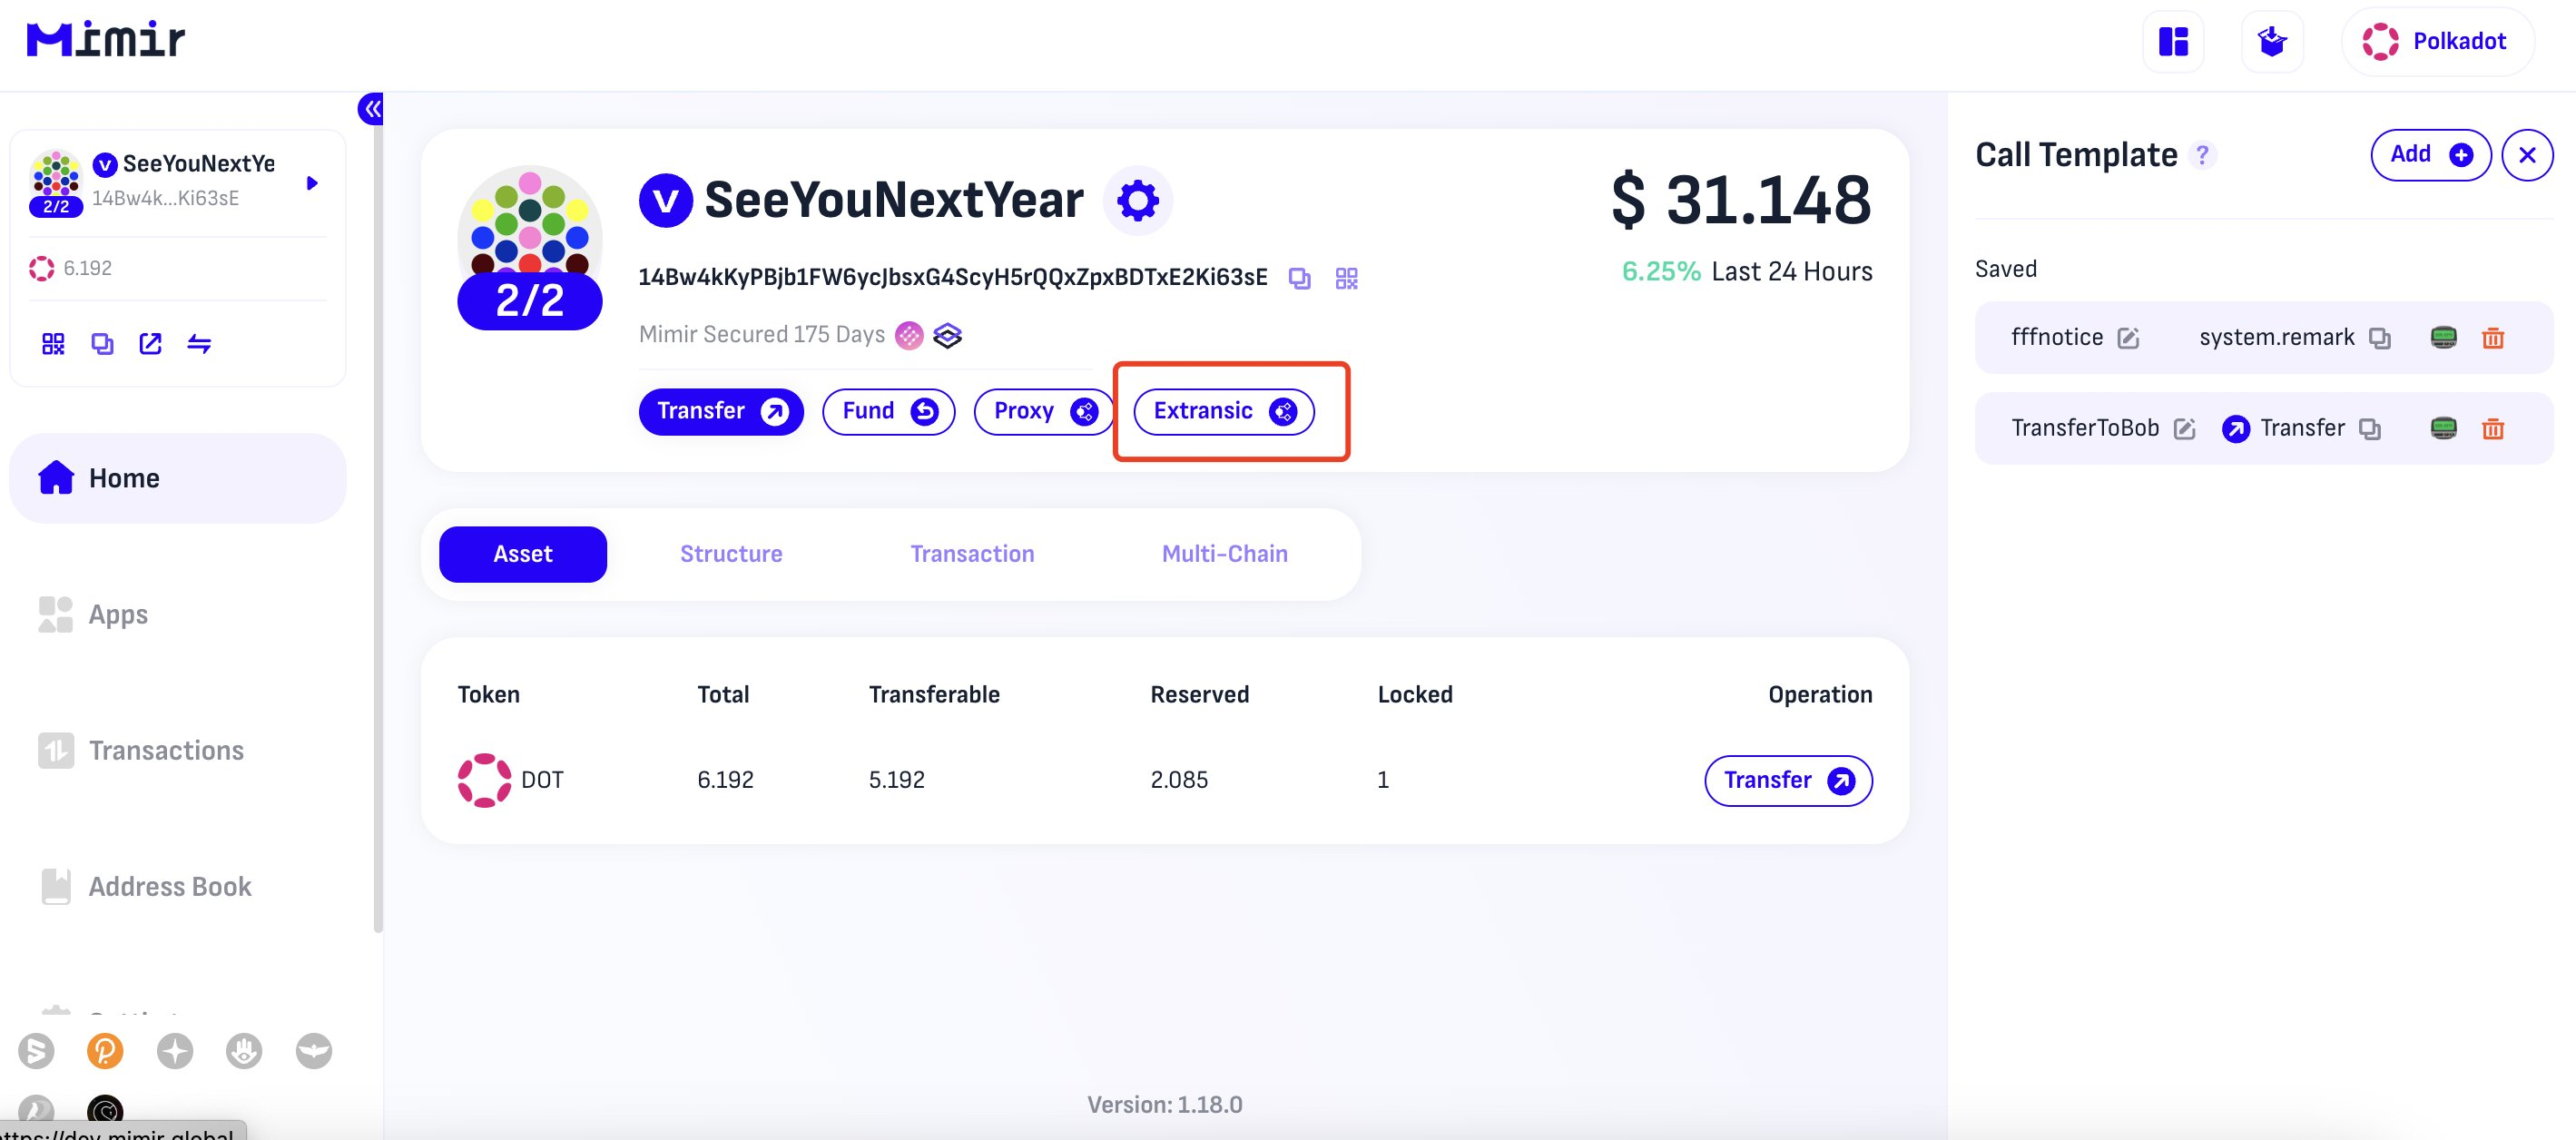 Mimir
Polkadot
SeeYouNextYe
14Bw4k...Ki63sE
2/2
6.192
Home
Apps
Transactions
Address Book
SeeYouNextYear
14Bw4kKyPBjb1FW6ycJbsxG4ScyH5rQQxZpxBDTxE2Ki63sE
2/2
Mimir Secured 175 Days
Transfer
Fund
Proxy
Extransic
$ 31.148
6.25% Last 24 Hours
Asset Structure Transaction Multi-Chain
Token Total Transferable Reserved Locked Operation
DOT 6.192 5.192 2.085 1 Transfer
Version: 1.18.0
Call Template ?
Add
Saved
fffnotice system.remark
TransferToBob Transfer
ttps://dev.mimir.global